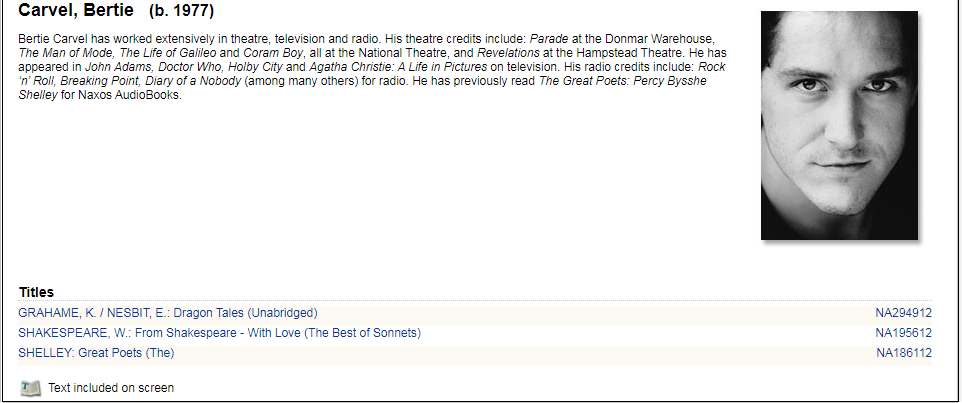 Carvel, Bertie (b. 1977)
Bertie Carvel has worked extensively in theatre, television and radio. His theatre credits include: Parade at the Donmar Warehouse,
The Man of Mode, The Life of Galileo and Coram Boy, all at the National Theatre, and Revelations at the Hampstead Theatre. He has
appeared in John Adams, Doctor Who, Holby City and Agatha Christie: A Life in Pictures on television. His radio credits include: Rock
'n' Roll, Breaking Point, Diary of a Nobody (among many others) for radio. He has previously read The Great Poets: Percy Bysshe
Shelley for Naxos AudioBooks.
Titles
GRAHAME, K. / NESBIT, E.: Dragon Tales (Unabridged) NA294912
SHAKESPEARE, W.: From Shakespeare - With Love (The Best of Sonnets) NA195612
SHELLEY: Great Poets (The) NA186112
T Text included on screen